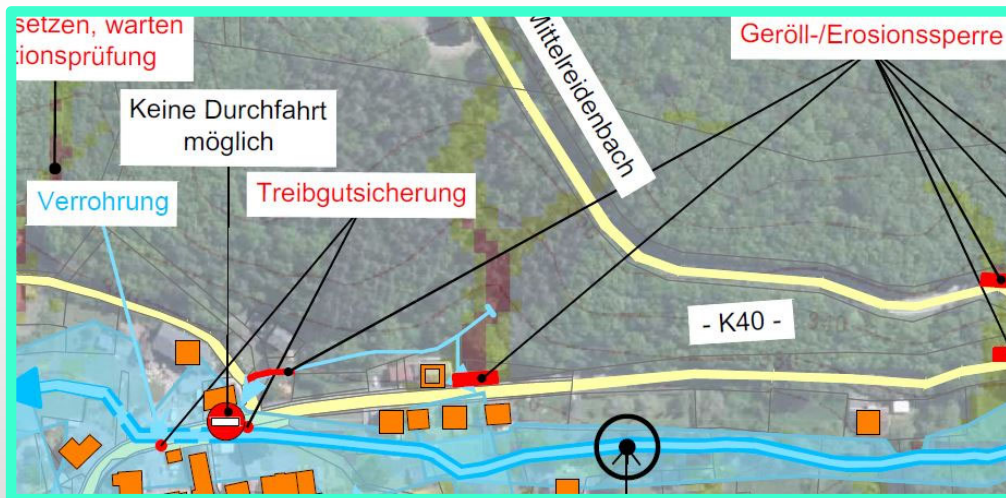 setzen, warten
tionsprüfung
Keine Durchfahrt
möglich
Verrohrung
Treibgutsicherung
Mittelreidenbach
Geröll-/Erosionssperre
- K40 -